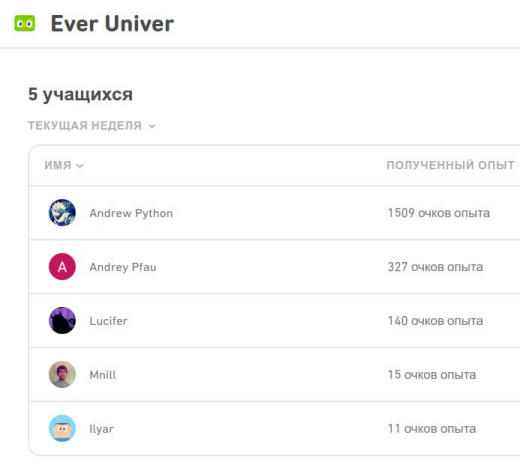 Ever Univer
5 учащихся
ТЕКУЩАЯ НЕДЕЛЯ
ИМЯ ПОЛУЧЕННЫЙ ОПЫТ
Andrew Python 1509 очков опыта
A Andrey Pfau 327 очков опыта
Lucifer 140 очков опыта
Mnill 15 очков опыта
Ilyar 11 очков опыта